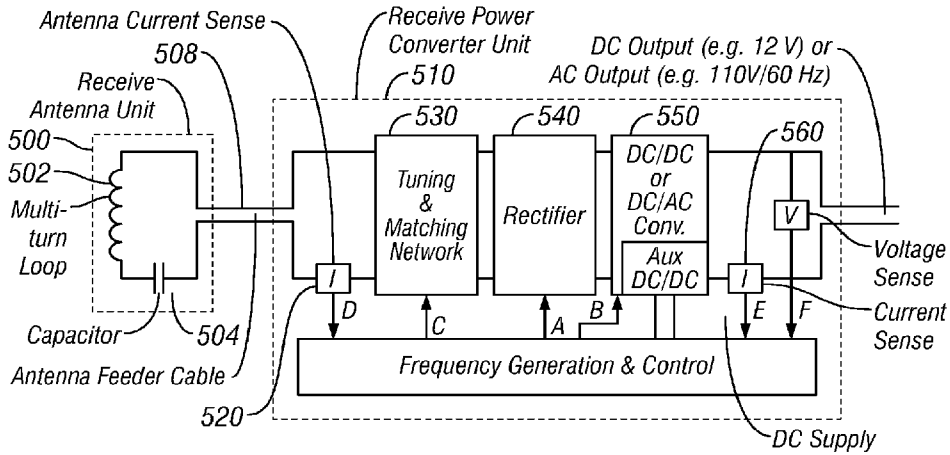 Antenna Current Sense
508
Receive
Antenna Unit
500
502
Multi-
turn
Loop
Capacitor
504
Antenna Feeder Cable
520
Receive Power
Converter Unit
510
530
Tuning
&
Matching
Network
540
Rectifier
550
DC/DC
or
DC/AC
Conv.
Aux
DC/DC
560
DC Output (e.g. 12 V) or
AC Output (e.g. 110V/60 Hz)
V
Voltage
Sense
I
I
Current
Sense
D
C
A
B
E
F
Frequency Generation & Control
DC Supply